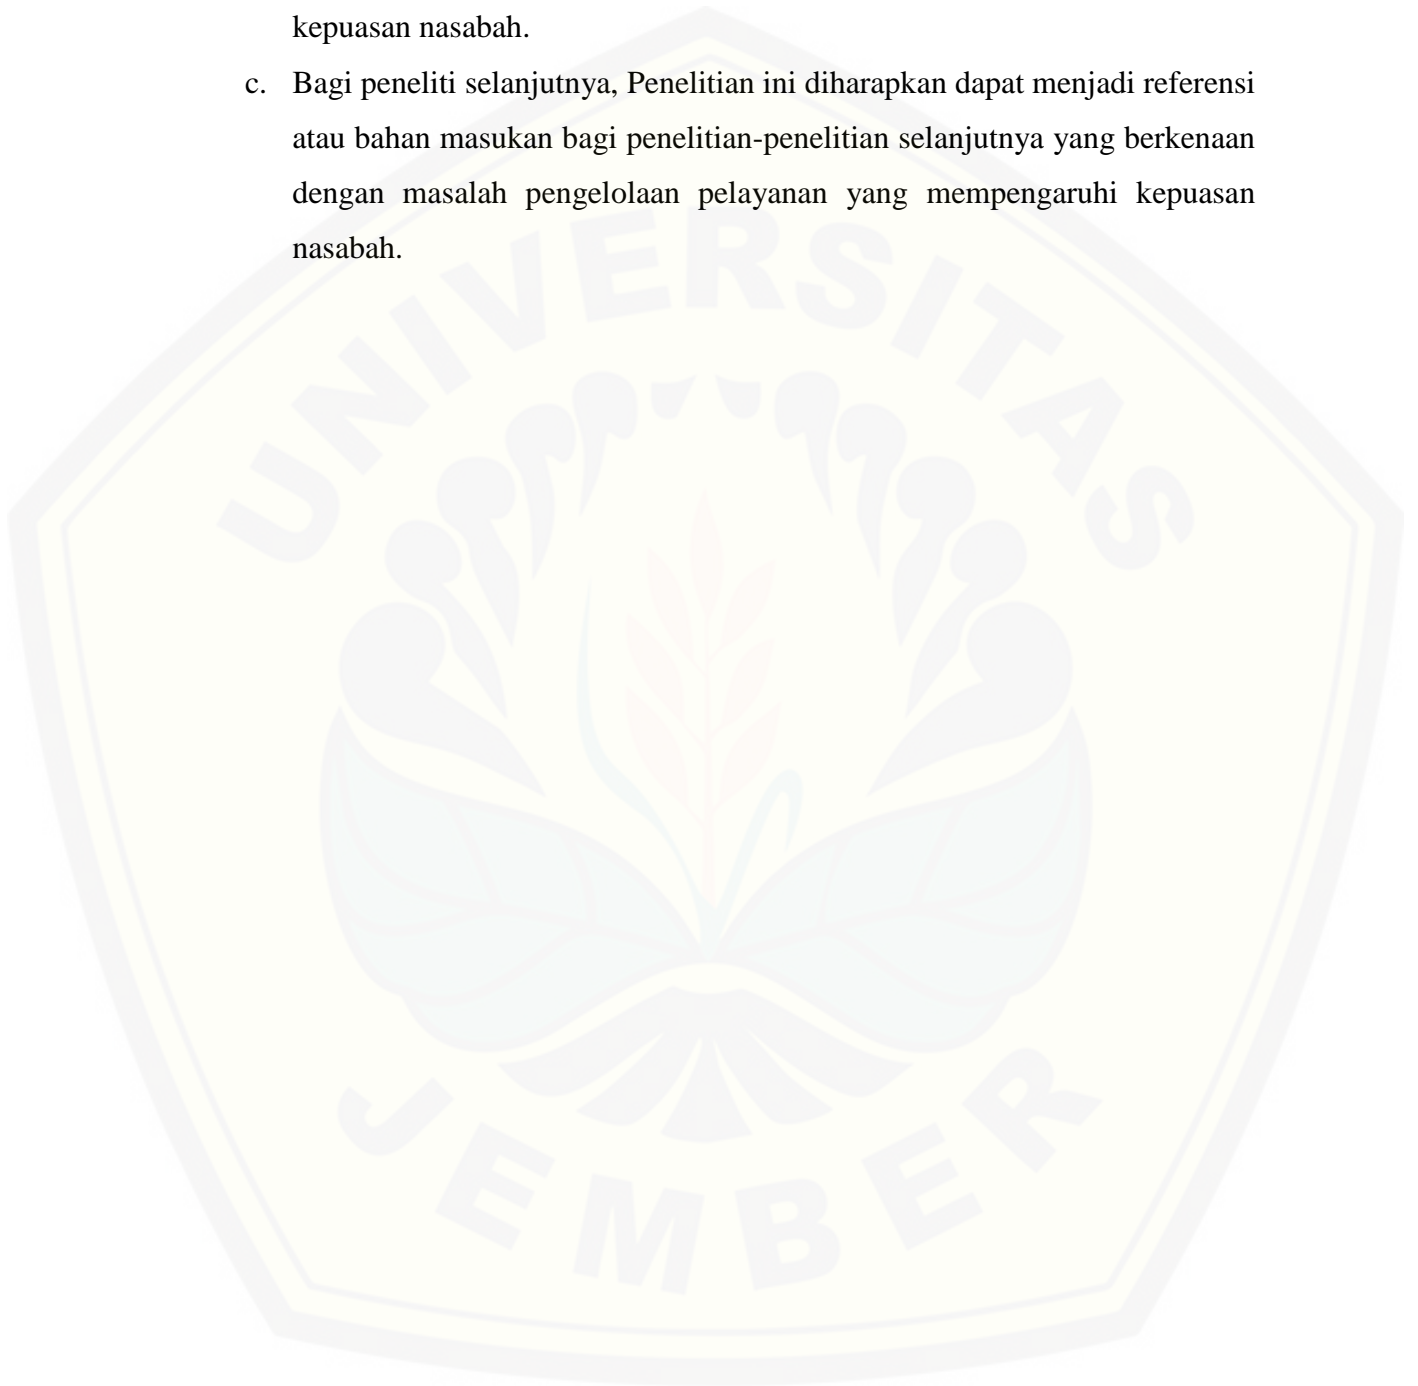 kepuasan nasabah.
c. Bagi peneliti selanjutnya, Penelitian ini diharapkan dapat menjadi referensi
atau bahan masukan bagi penelitian-penelitian selanjutnya yang berkenaan
dengan masalah pengelolaan pelayanan yang mempengaruhi kepuasan
nasabah.
UNIVERSITAS
JEMBER